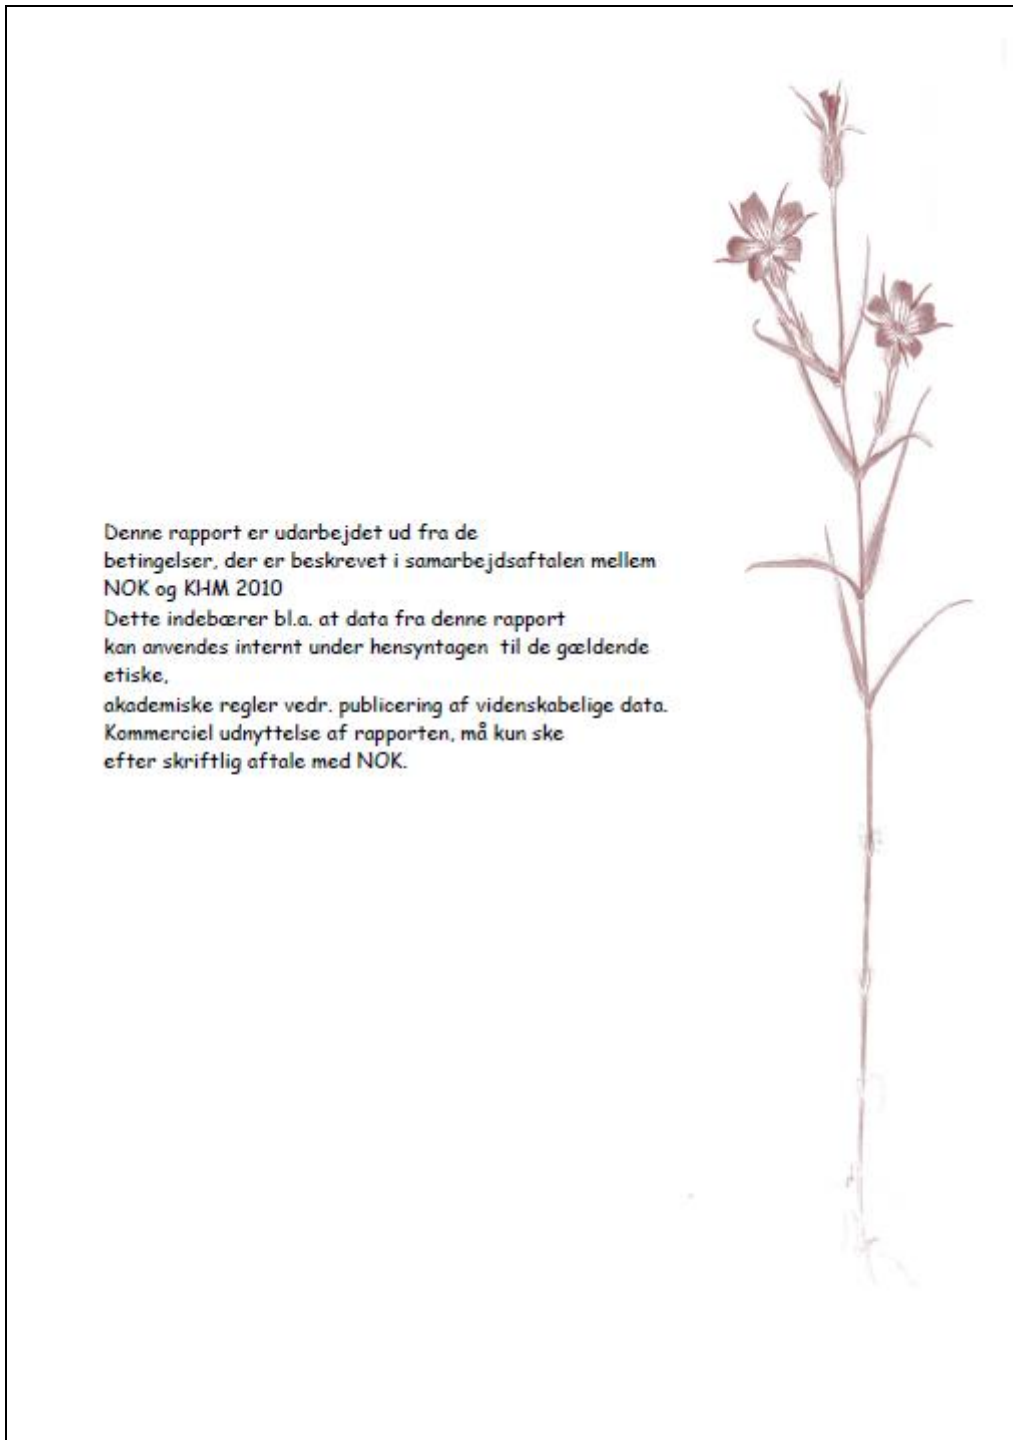 Denne rapport er udarbejdet ud fra de
betingelser, der er beskrevet i samarbejdsaftalen mellem
NOK og KHM 2010
Dette indebærer bl.a. at data fra denne rapport
kan anvendes internt under hensyntagen til de gældende
etiske,
akademiske regler vedr. publicering af videnskabelige data.
Kommerciel udnyttelse af rapporten, må kun ske
efter skriftlig aftale med NOK.